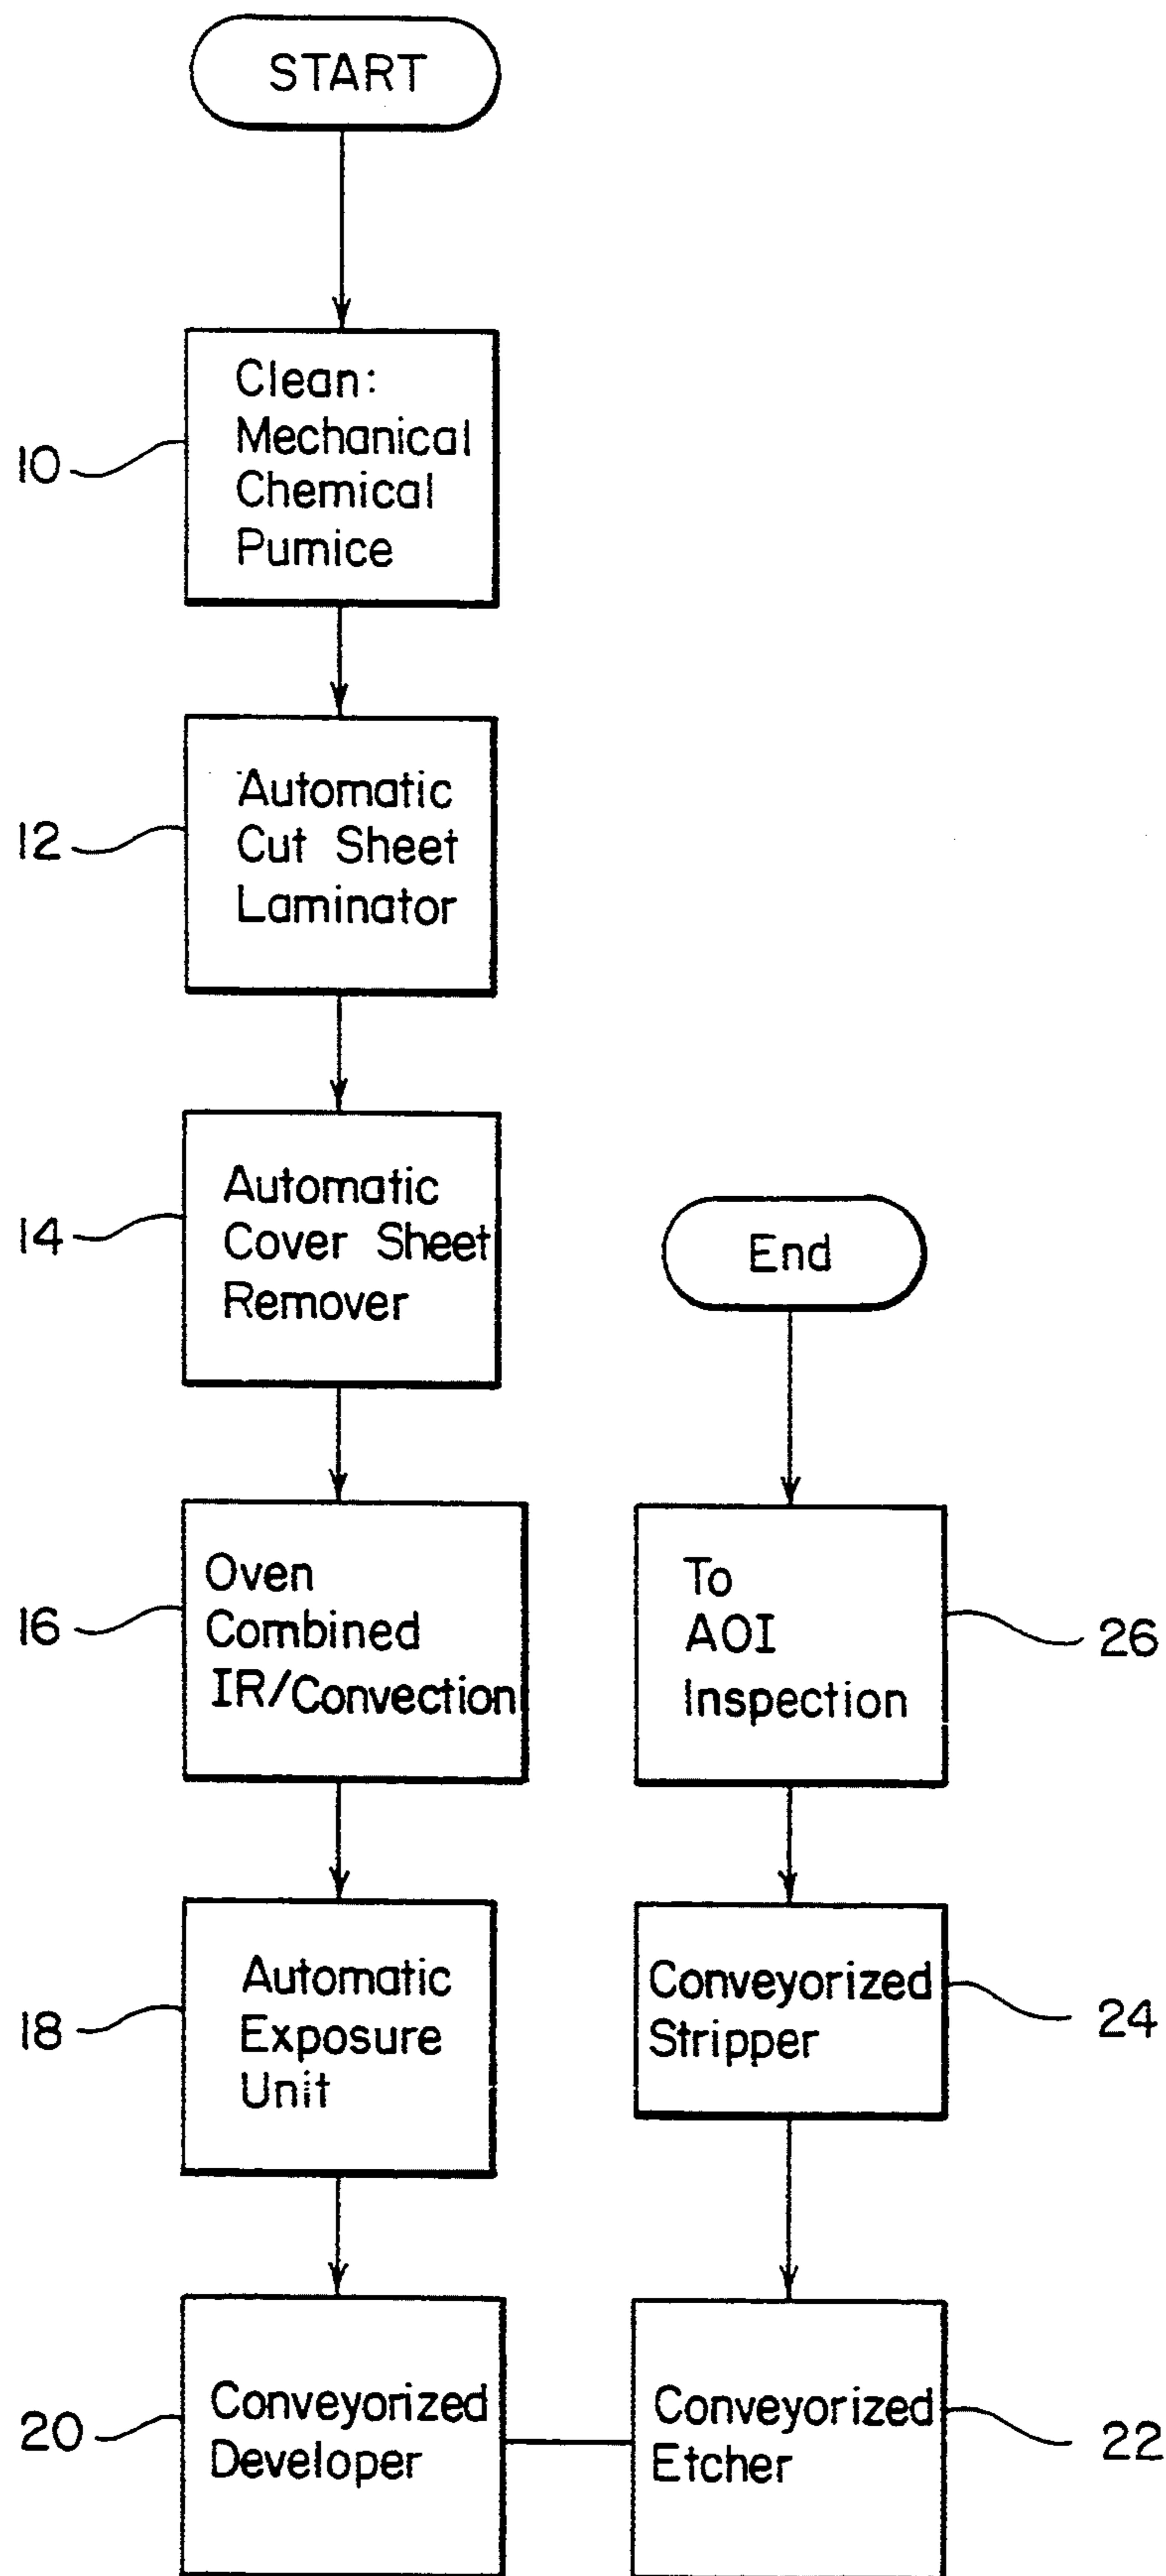 START
10
Clean:
Mechanical
Chemical
Pumice
12
Automatic
Cut Sheet
Laminator
14
Automatic
Cover Sheet
Remover
16
Oven
Combined
IR/Convection
18
Automatic
Exposure
Unit
20
Conveyorized
Developer
End
To
AOI
Inspection
26
Conveyorized
Stripper
24
Conveyorized
Etcher
22